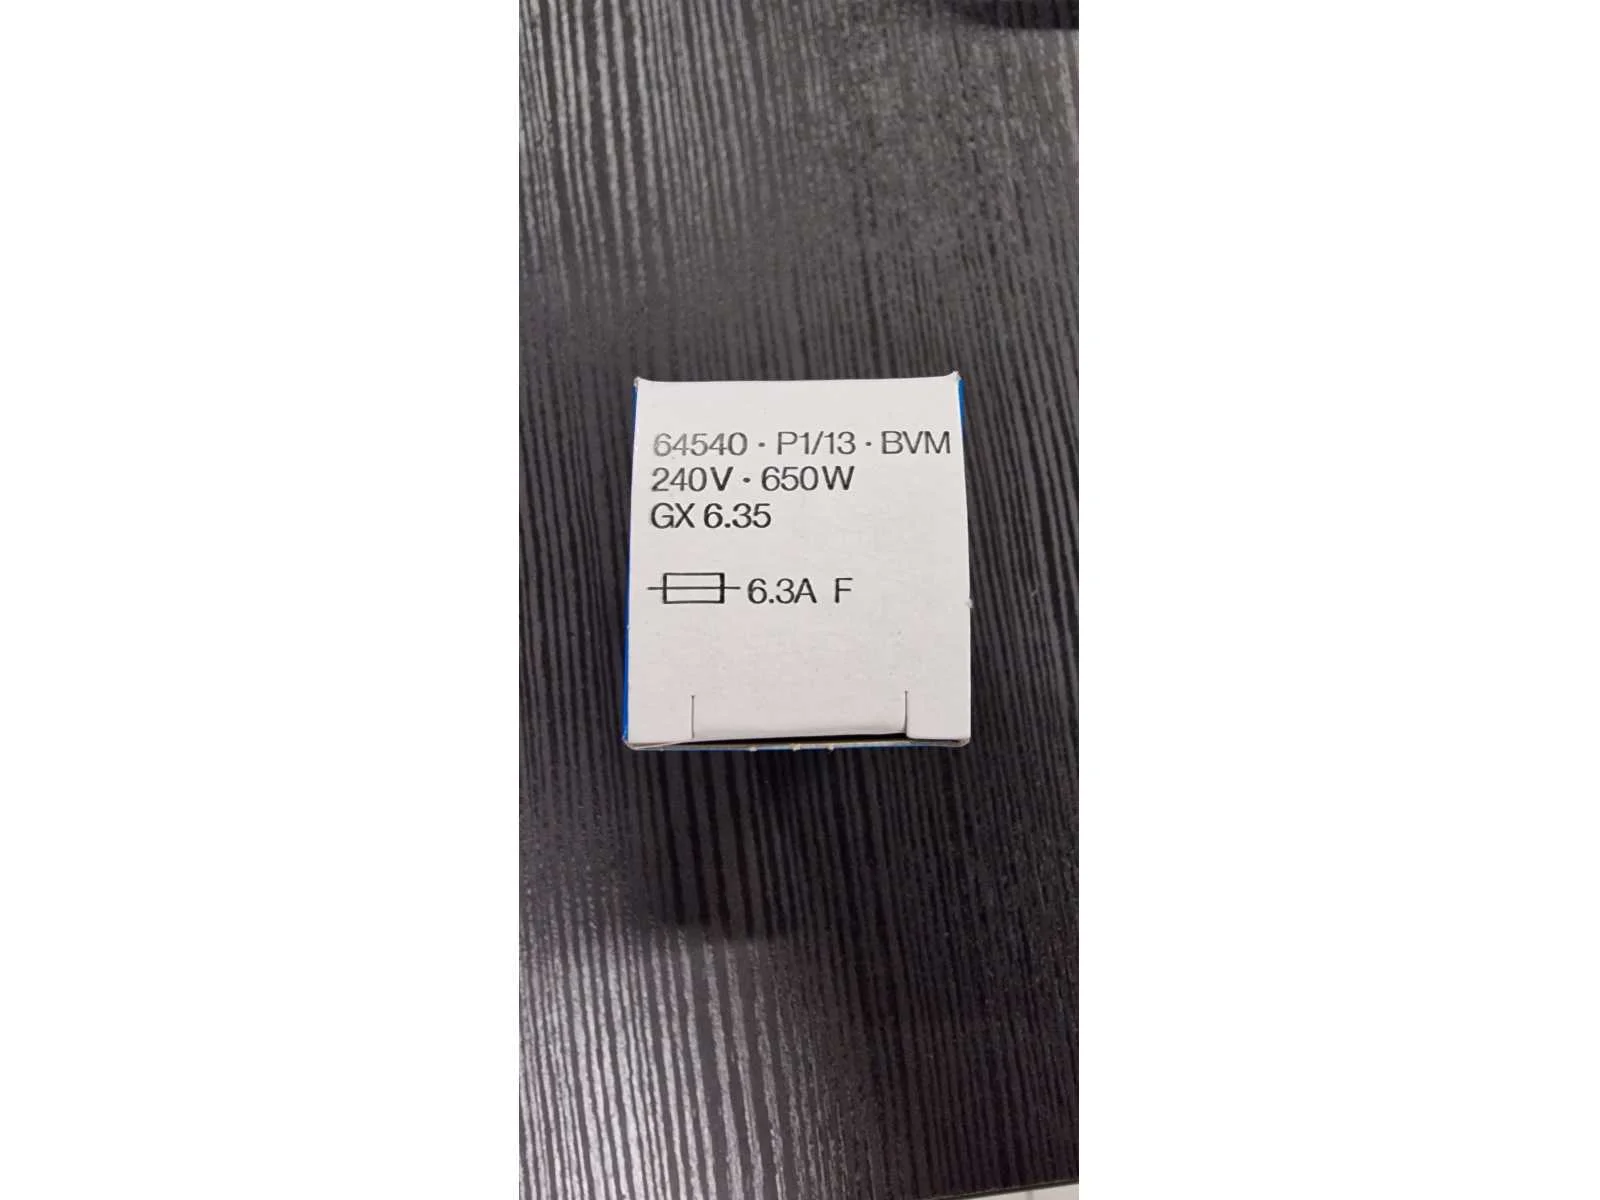 64540 · P1/13 · BVM
240V · 650W
GX 6.35
6.3A F